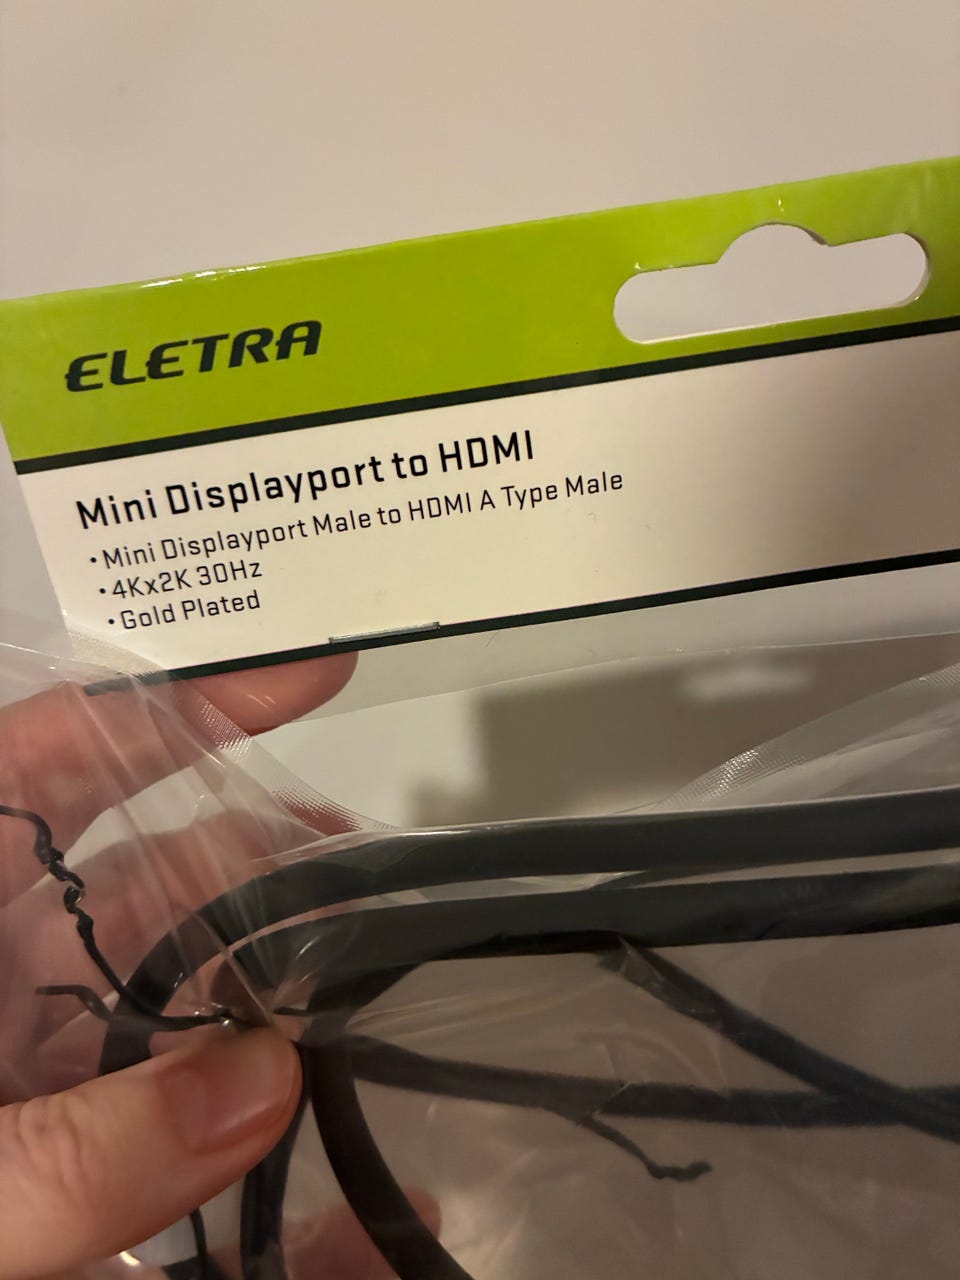 ELETRA
Mini Displayport to HDMI
• Mini Displayport Male to HDMI A Type Male
• 4Kx2K 30Hz
• Gold Plated